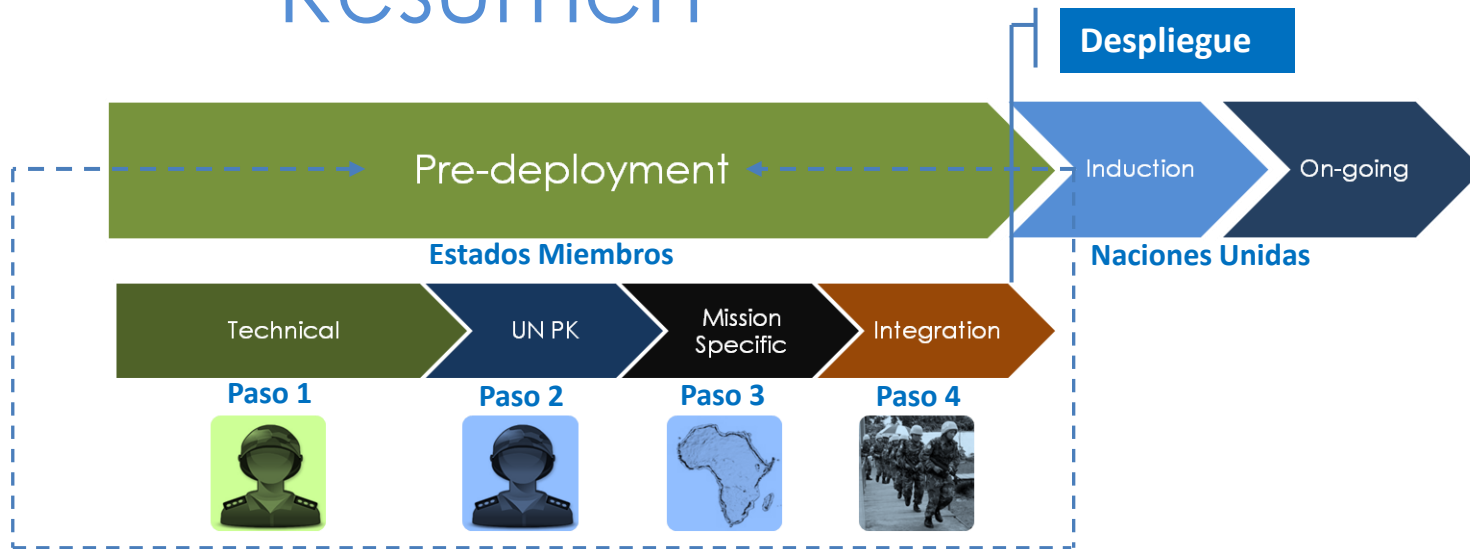 Resumen
Despliegue
Pre-deployment
Induction
On-going
Estados Miembros
Naciones Unidas
Technical
UN PK
Mission
Specific
Integration
Paso 1
Paso 2
Paso 3
Paso 4